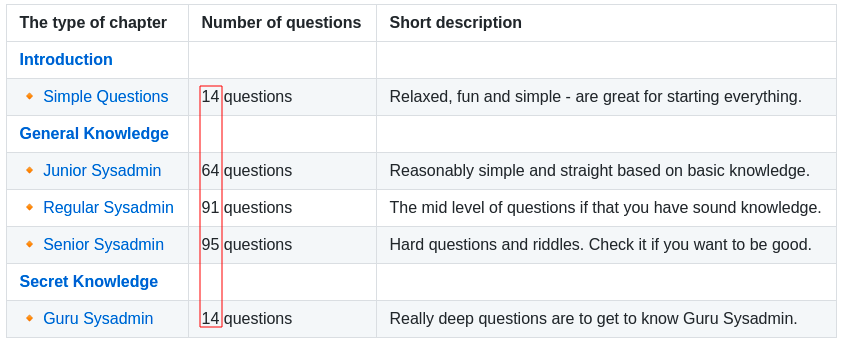 The type of chapter Number of questions Short description
Introduction
Simple Questions 14 questions Relaxed, fun and simple - are great for starting everything.
General Knowledge
Junior Sysadmin 64 questions Reasonably simple and straight based on basic knowledge.
Regular Sysadmin 91 questions The mid level of questions if that you have sound knowledge.
Senior Sysadmin 95 questions Hard questions and riddles. Check it if you want to be good.
Secret Knowledge
Guru Sysadmin 14 questions Really deep questions are to get to know Guru Sysadmin.